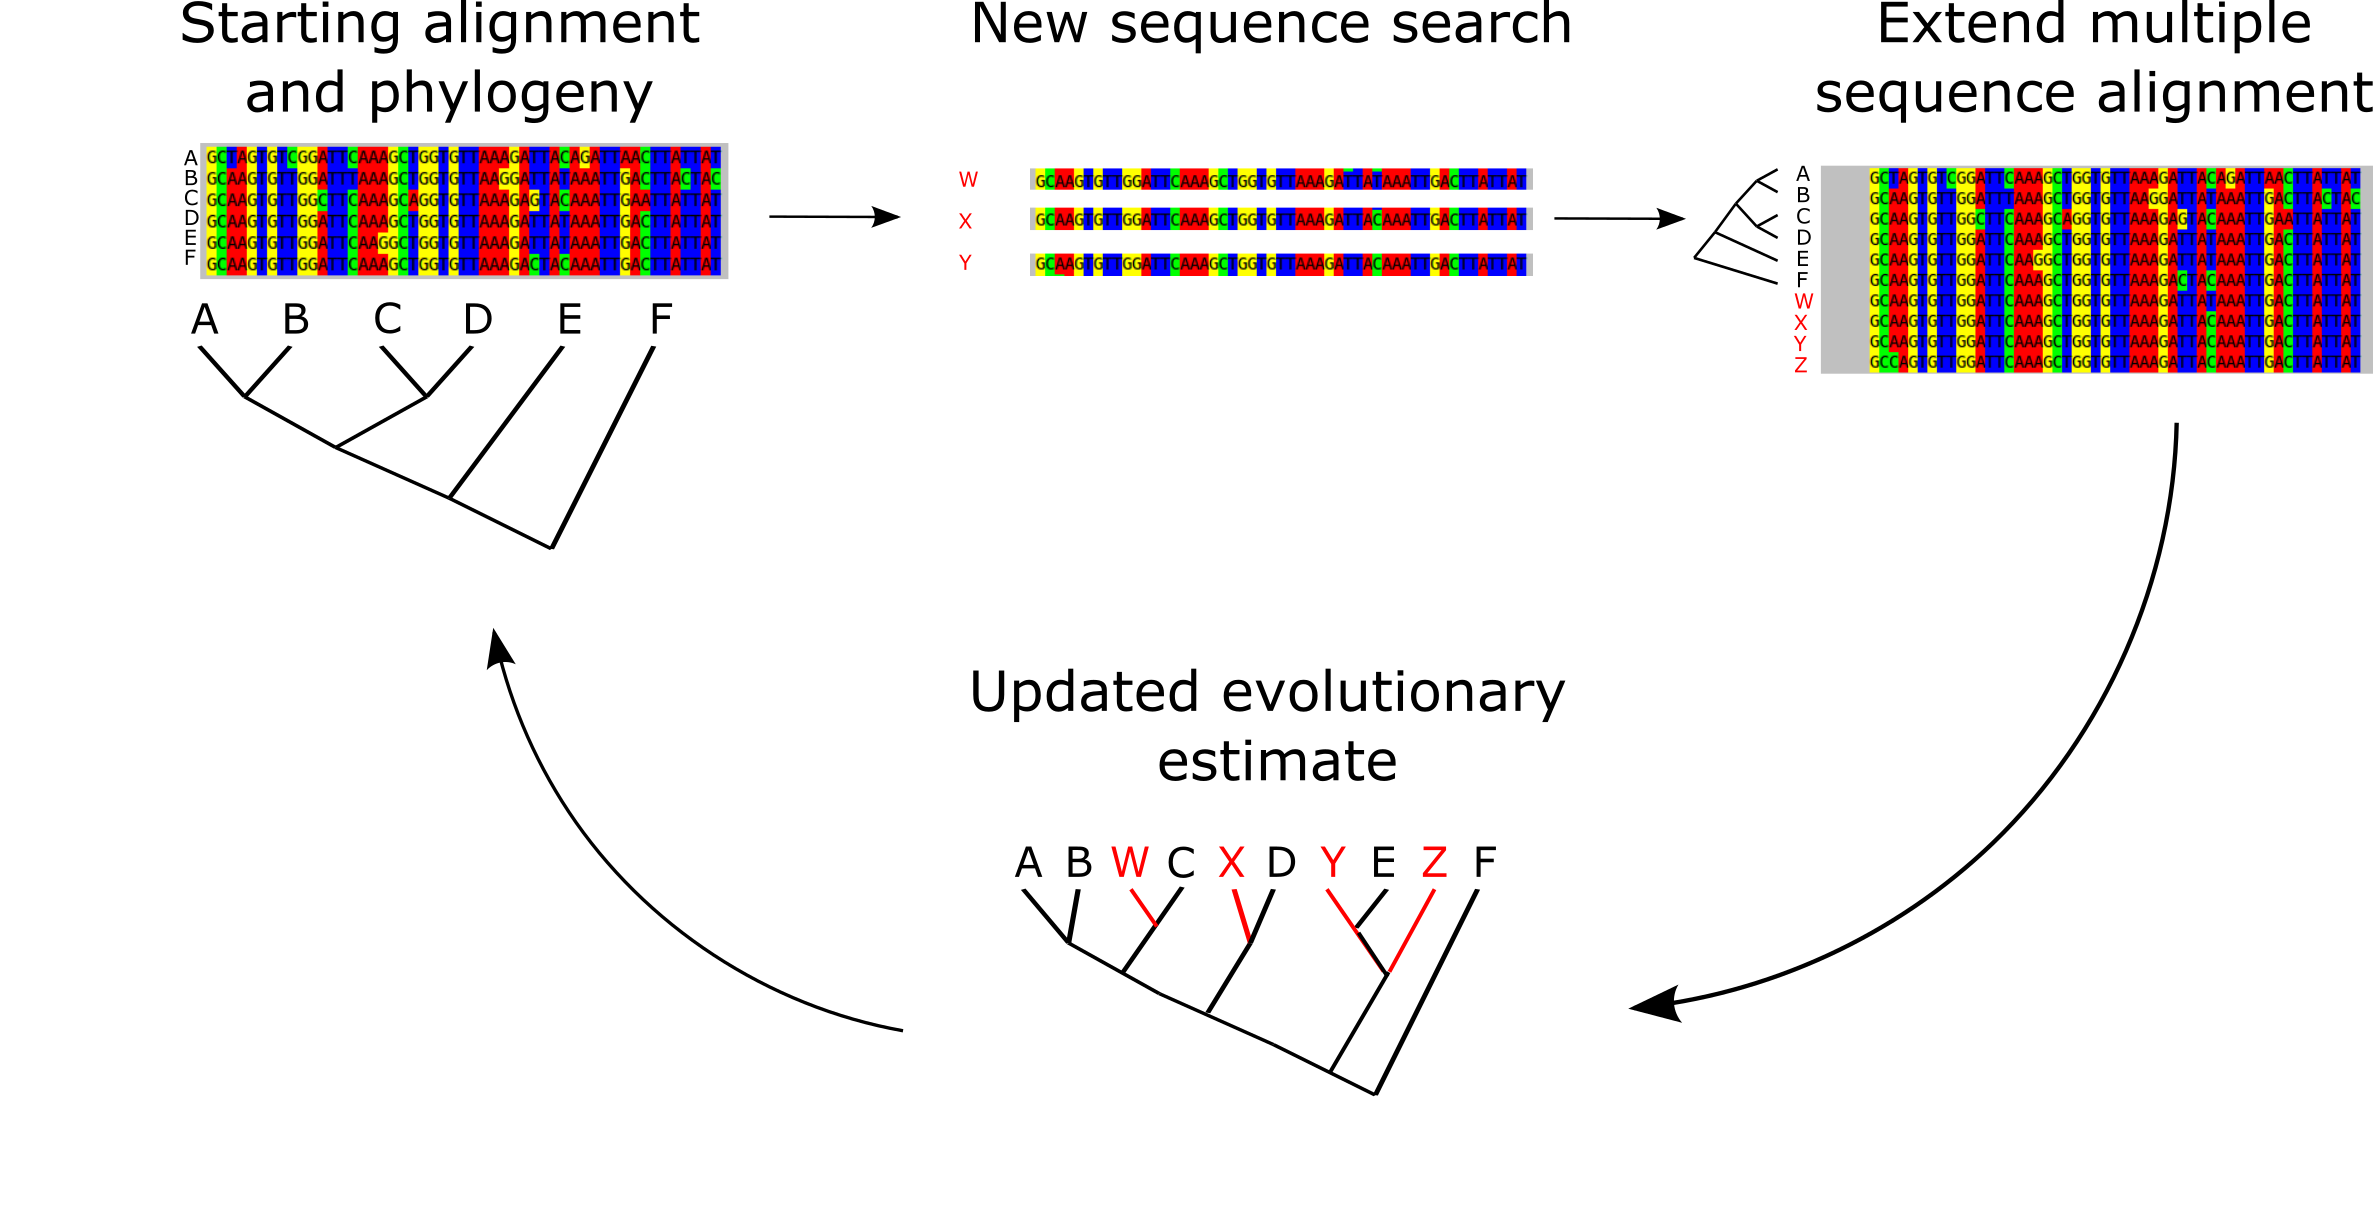 Starting alignment
and phylogeny
A GCTAGTGTCGGATTCAAAGCTGGTGTTAAAGATTACAGATTAACTTATTAT
B GCAAGTGTTGGATTTAAAGCTGGTGTTAAGGATTATAAATTGACTTACTAC
C GCAAGTGTTGGCTTCAAAGCAGGTGTTAAAGAGTACAAATTGAATTATTAT
D GCAAGTGTTGGATTCAAAGCTGGTGTTAAAGATTATAAATTGACTTATTAT
E GCAAGTGTTGGATTCAAGGCTGGTGTTAAAGATTATAAATTGACTTATTAT
F GCAAGTGTTGGATTCAAAGCTGGTGTTAAAGACTACAAATTGACTTATTAT
A B C D E F
New sequence search
W GCAAGTGTTGGATTCAAAGCTGGTGTTAAAGATTATAAATTGACTTATTAT
X GCAAGTGTTGGATTCAAAGCTGGTGTTAAAGATTACAAATTGACTTATTAT
Y GCAAGTGTTGGATTCAAAGCTGGTGTTAAAGATTACAAATTGACTTATTAT
Extend multiple
sequence alignment
A GCTAGTGTCGGATTCAAAGCTGGTGTTAAAGATTACAGATTAACTTATTAT
B GCAAGTGTTGGATTTAAAGCTGGTGTTAAGGATTATAAATTGACTTACTAC
C GCAAGTGTTGGCTTCAAAGCAGGTGTTAAAGAGTACAAATTGAATTATTAT
D GCAAGTGTTGGATTCAAAGCTGGTGTTAAAGATTATAAATTGACTTATTAT
E GCAAGTGTTGGATTCAAGGCTGGTGTTAAAGATTATAAATTGACTTATTAT
F GCAAGTGTTGGATTCAAAGCTGGTGTTAAAGACTACAAATTGACTTATTAT
W GCAAGTGTTGGATTCAAAGCTGGTGTTAAAGATTATAAATTGACTTATTAT
X GCAAGTGTTGGATTCAAAGCTGGTGTTAAAGATTACAAATTGACTTATTAT
Y GCAAGTGTTGGATTCAAAGCTGGTGTTAAAGATTACAAATTGACTTATTAT
Z GCCAGTGTTGGATTCAAAGCTGGTGTTAAAGATTACAAATTGACTTATTAT
Updated evolutionary
estimate
A B W C X D Y E Z F